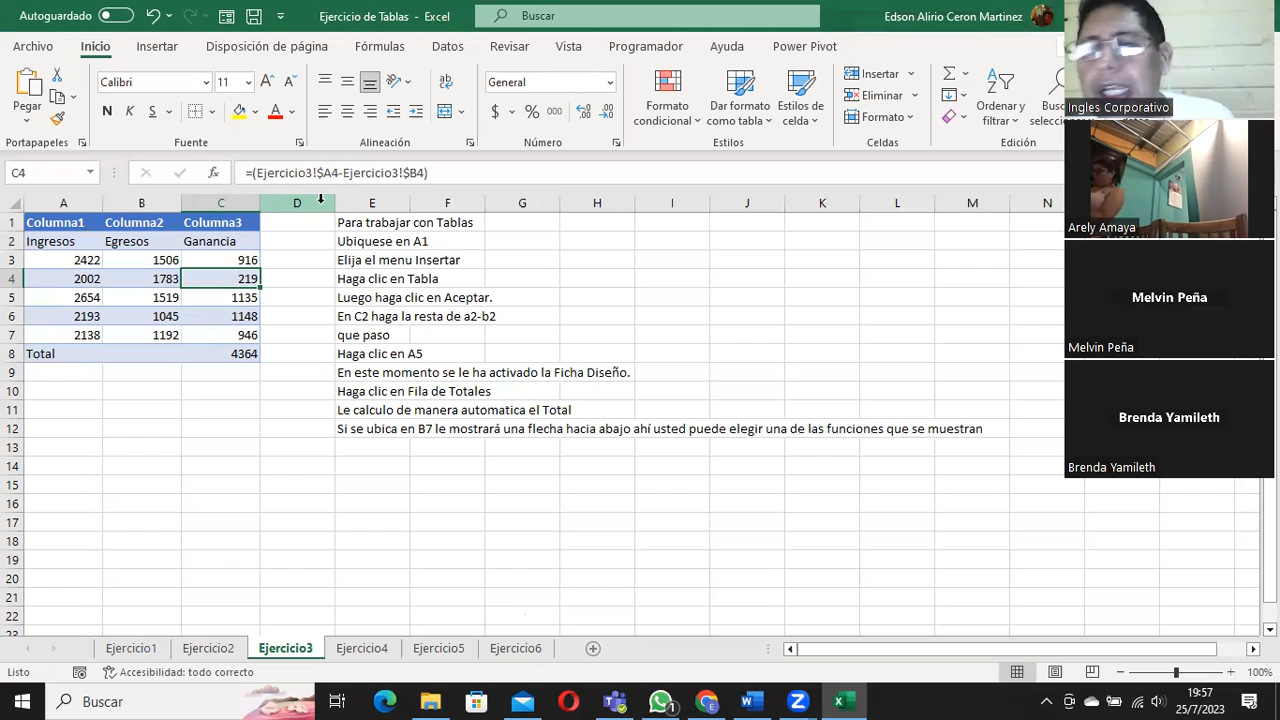 Autoguardado
Ejercicio de Tablas - Excel
Buscar
Edson Alirio Ceron Martinez
Archivo Inicio Insertar Disposición de página Fórmulas Datos Revisar Vista Programador Ayuda Power Pivot
Pegar
Calibri 11
N K S
General
$ % 000
Formato condicional
Dar formato como tabla
Estilos de celda
Insertar
Eliminar
Formato
Ordenar y filtrar
Portapapeles Fuente Alineación Número Estilos Celdas
Ingles Corporativo
C4 fx =(Ejercicio3!$A4-Ejercicio3!$B4)
A B C D E F G H I J K L M N
1 Columna1 Columna2 Columna3 Para trabajar con Tablas
2 Ingresos Egresos Ganancia Ubiquese en A1
3 2422 1506 916 Elija el menu Insertar
4 2002 1783 219 Haga clic en Tabla
5 2654 1519 1135 Luego haga clic en Aceptar.
6 2193 1045 1148 En C2 haga la resta de a2-b2
7 2138 1192 946 que paso
8 Total 4364 Haga clic en A5
9 En este momento se le ha activado la Ficha Diseño.
10 Haga clic en Fila de Totales
11 Le calculo de manera automatica el Total
12 Si se ubica en B7 le mostrará una flecha hacia abajo ahí usted puede elegir una de las funciones que se muestran
13
14
15
16
17
18
19
20
21
22
23
Arely Amaya
Melvin Peña
Melvin Peña
Brenda Yamileth
Brenda Yamileth
Ejercicio1 Ejercicio2 Ejercicio3 Ejercicio4 Ejercicio5 Ejercicio6
Listo Accesibilidad: todo correcto 100%
Buscar
19:57
25/7/2023